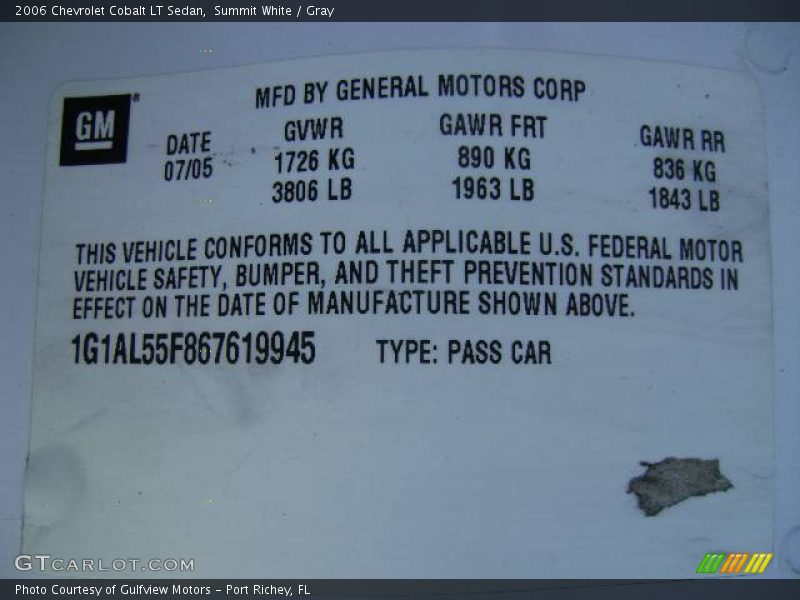 2006 Chevrolet Cobalt LT Sedan,  Summit White / Gray
GM®
MFD BY GENERAL MOTORS CORP
DATE GVWR GAWR FRT GAWR RR
07/05 1726 KG 890 KG 836 KG
3806 LB 1963 LB 1843 LB
THIS VEHICLE CONFORMS TO ALL APPLICABLE U.S. FEDERAL MOTOR
VEHICLE SAFETY, BUMPER, AND THEFT PREVENTION STANDARDS IN
EFFECT ON THE DATE OF MANUFACTURE SHOWN ABOVE.
1G1AL55F867619945 TYPE: PASS CAR
GTCARLOT.COM
Photo Courtesy of Gulfview Motors – Port Richey, FL